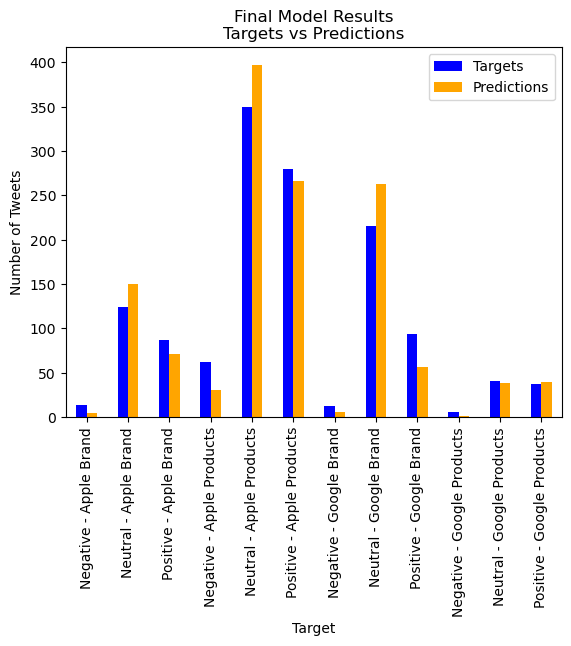 Final Model Results
Targets vs Predictions
Targets
Predictions
Number of Tweets
400
350
300
250
200
150
100
50
0
Negative - Apple Brand
Neutral - Apple Brand
Positive - Apple Brand
Negative - Apple Products
Neutral - Apple Products
Positive - Apple Products
Negative - Google Brand
Neutral - Google Brand
Positive - Google Brand
Negative - Google Products
Neutral - Google Products
Positive - Google Products
Target